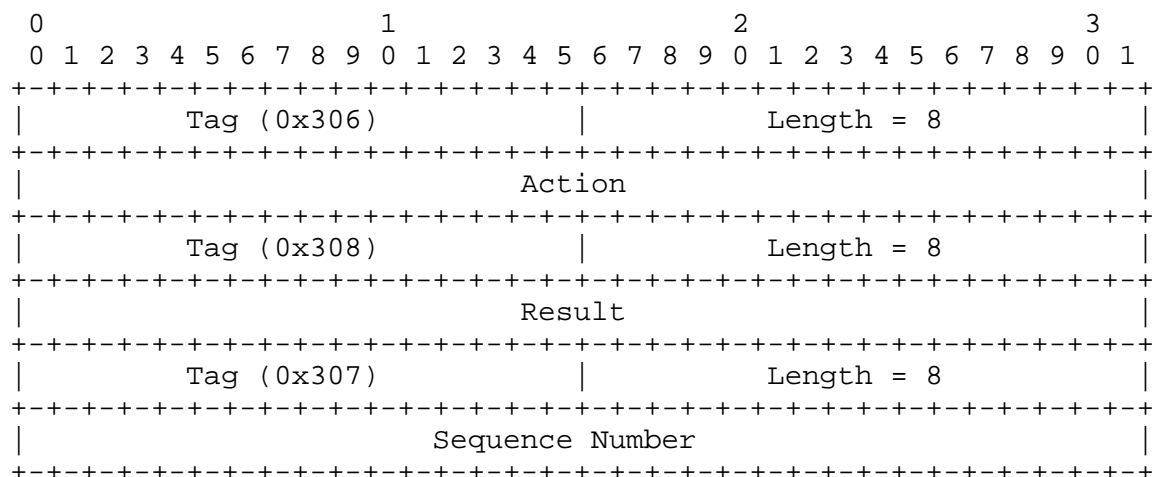 0                   1                   2                   3
 0 1 2 3 4 5 6 7 8 9 0 1 2 3 4 5 6 7 8 9 0 1 2 3 4 5 6 7 8 9 0 1
+-+-+-+-+-+-+-+-+-+-+-+-+-+-+-+-+-+-+-+-+-+-+-+-+-+-+-+-+-+-+-+-+
|         Tag (0x306)           |          Length = 8           |
+-+-+-+-+-+-+-+-+-+-+-+-+-+-+-+-+-+-+-+-+-+-+-+-+-+-+-+-+-+-+-+-+
|                            Action                             |
+-+-+-+-+-+-+-+-+-+-+-+-+-+-+-+-+-+-+-+-+-+-+-+-+-+-+-+-+-+-+-+-+
|         Tag (0x308)           |          Length = 8           |
+-+-+-+-+-+-+-+-+-+-+-+-+-+-+-+-+-+-+-+-+-+-+-+-+-+-+-+-+-+-+-+-+
|                            Result                             |
+-+-+-+-+-+-+-+-+-+-+-+-+-+-+-+-+-+-+-+-+-+-+-+-+-+-+-+-+-+-+-+-+
|         Tag (0x307)           |          Length = 8           |
+-+-+-+-+-+-+-+-+-+-+-+-+-+-+-+-+-+-+-+-+-+-+-+-+-+-+-+-+-+-+-+-+
|                       Sequence Number                         |
+-+-+-+-+-+-+-+-+-+-+-+-+-+-+-+-+-+-+-+-+-+-+-+-+-+-+-+-+-+-+-+-+